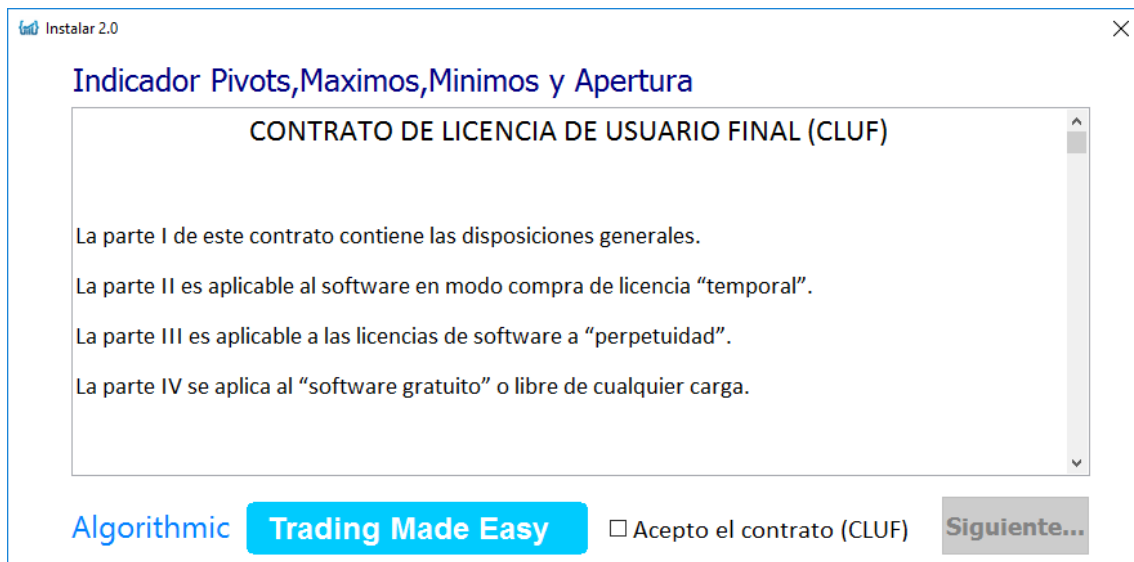 Instalar 2.0
Indicador Pivots,Maximos,Minimos y Apertura
CONTRATO DE LICENCIA DE USUARIO FINAL (CLUF)
La parte I de este contrato contiene las disposiciones generales.
La parte II es aplicable al software en modo compra de licencia “temporal”.
La parte III es aplicable a las licencias de software a “perpetuidad”.
La parte IV se aplica al “software gratuito” o libre de cualquier carga.
Algorithmic Trading Made Easy Acepto el contrato (CLUF) Siguiente...